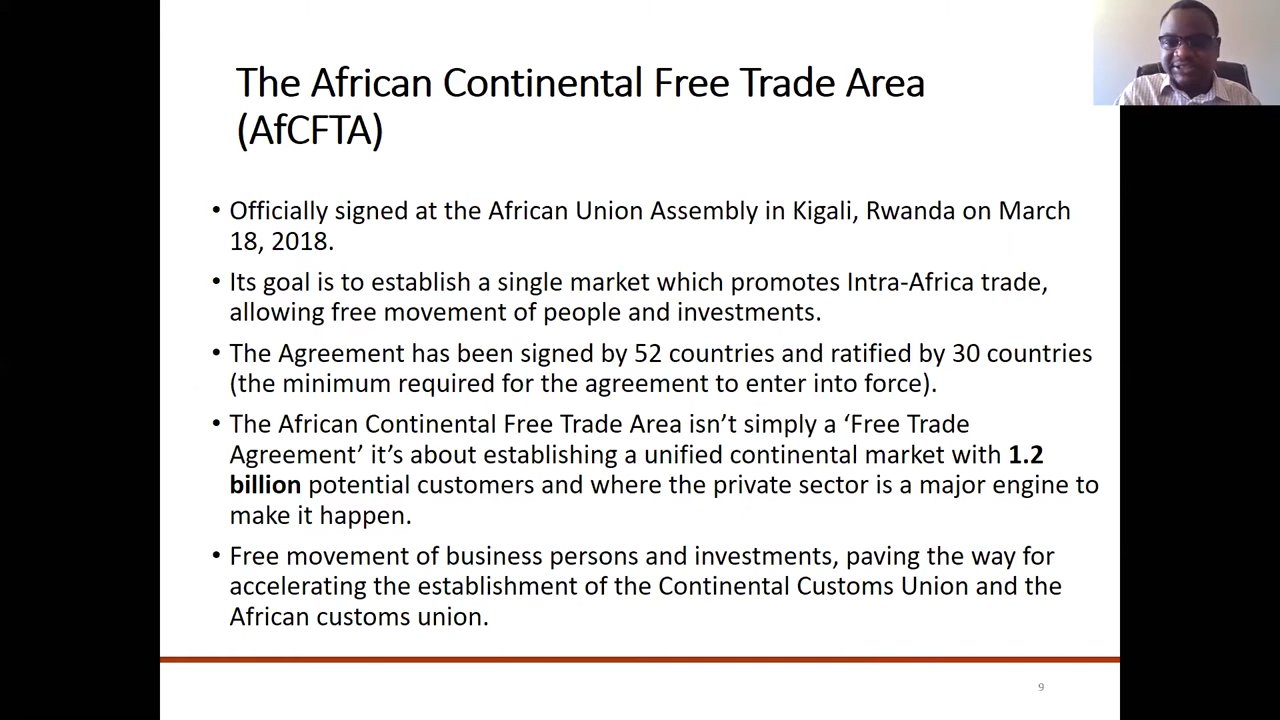 The African Continental Free Trade Area
(AfCFTA)
• Officially signed at the African Union Assembly in Kigali, Rwanda on March
18, 2018.
• Its goal is to establish a single market which promotes Intra-Africa trade,
allowing free movement of people and investments.
• The Agreement has been signed by 52 countries and ratified by 30 countries
(the minimum required for the agreement to enter into force).
• The African Continental Free Trade Area isn’t simply a ‘Free Trade
Agreement’ it’s about establishing a unified continental market with 1.2
billion potential customers and where the private sector is a major engine to
make it happen.
• Free movement of business persons and investments, paving the way for
accelerating the establishment of the Continental Customs Union and the
African customs union.
9